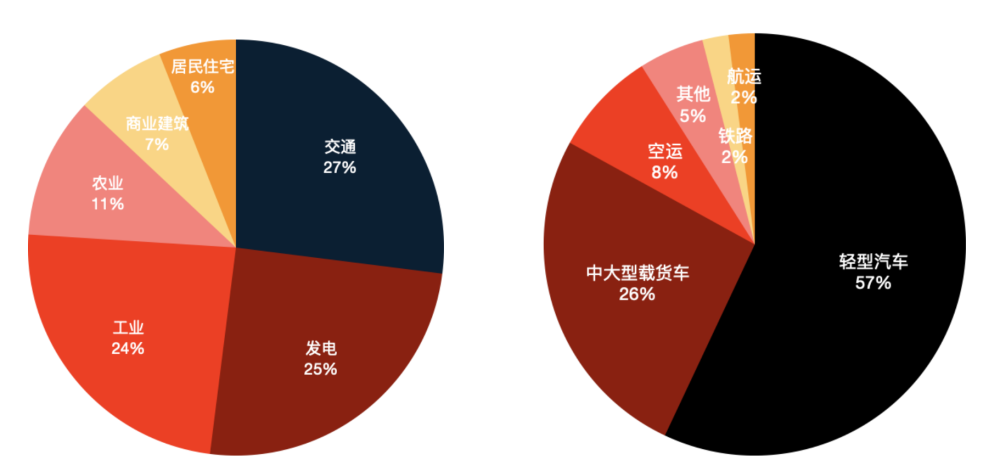 居民住宅
6%
商业建筑
7%
农业
11%
工业
24%
交通
27%
发电
25%
航运
2%
其他
5%
铁路
2%
空运
8%
中大型载货车
26%
轻型汽车
57%